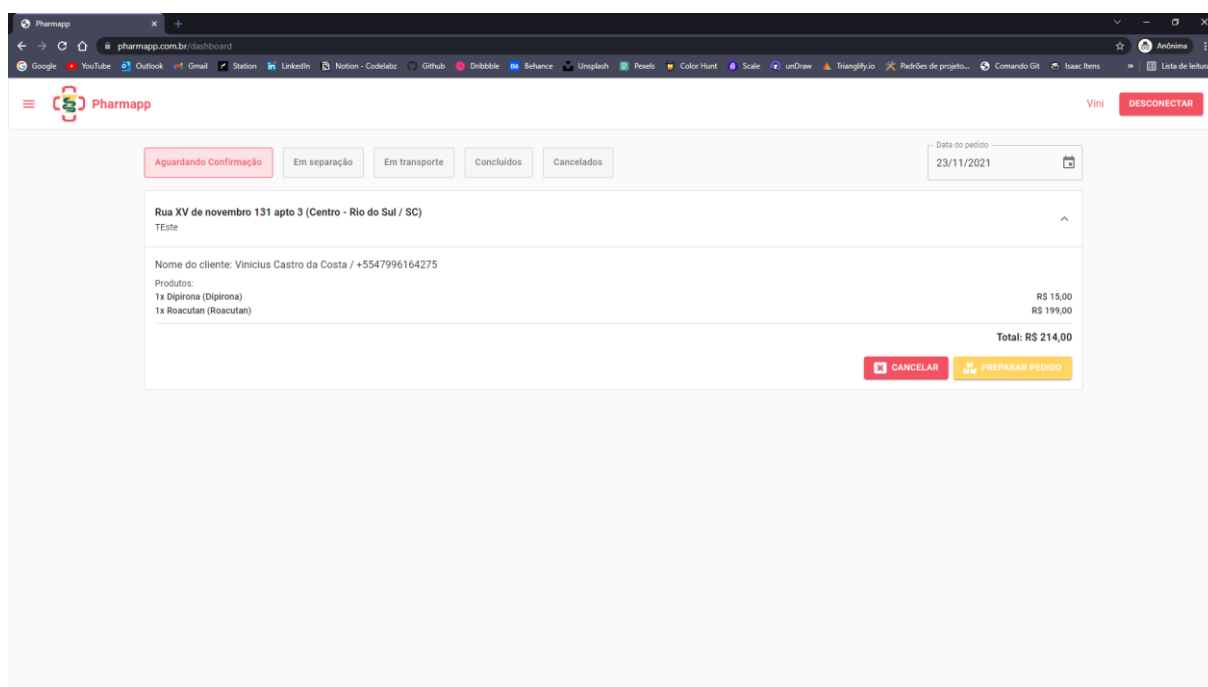 Pharmapp
pharmapp.com.br/dashboard
Anônima
Google YouTube Outlook Gmail Station LinkedIn Notion - Codelabz Github Dribbble Behance Unsplash Pexels Color Hunt Scale unDraw Trianglify.io Padrões de projeto... Comando Git Isaac Itens » Lista de leitura
Pharmapp Vini DESCONECTAR
Aguardando Confirmação Em separação Em transporte Concluídos Cancelados
Data do pedido
23/11/2021
Rua XV de novembro 131 apto 3 (Centro - Rio do Sul / SC)
TEste
Nome do cliente: Vinicius Castro da Costa / +5547996164275
Produtos:
1x Dipirona (Dipirona) R$ 15,00
1x Roacutan (Roacutan) R$ 199,00
Total: R$ 214,00
CANCELAR PREPARAR PEDIDO